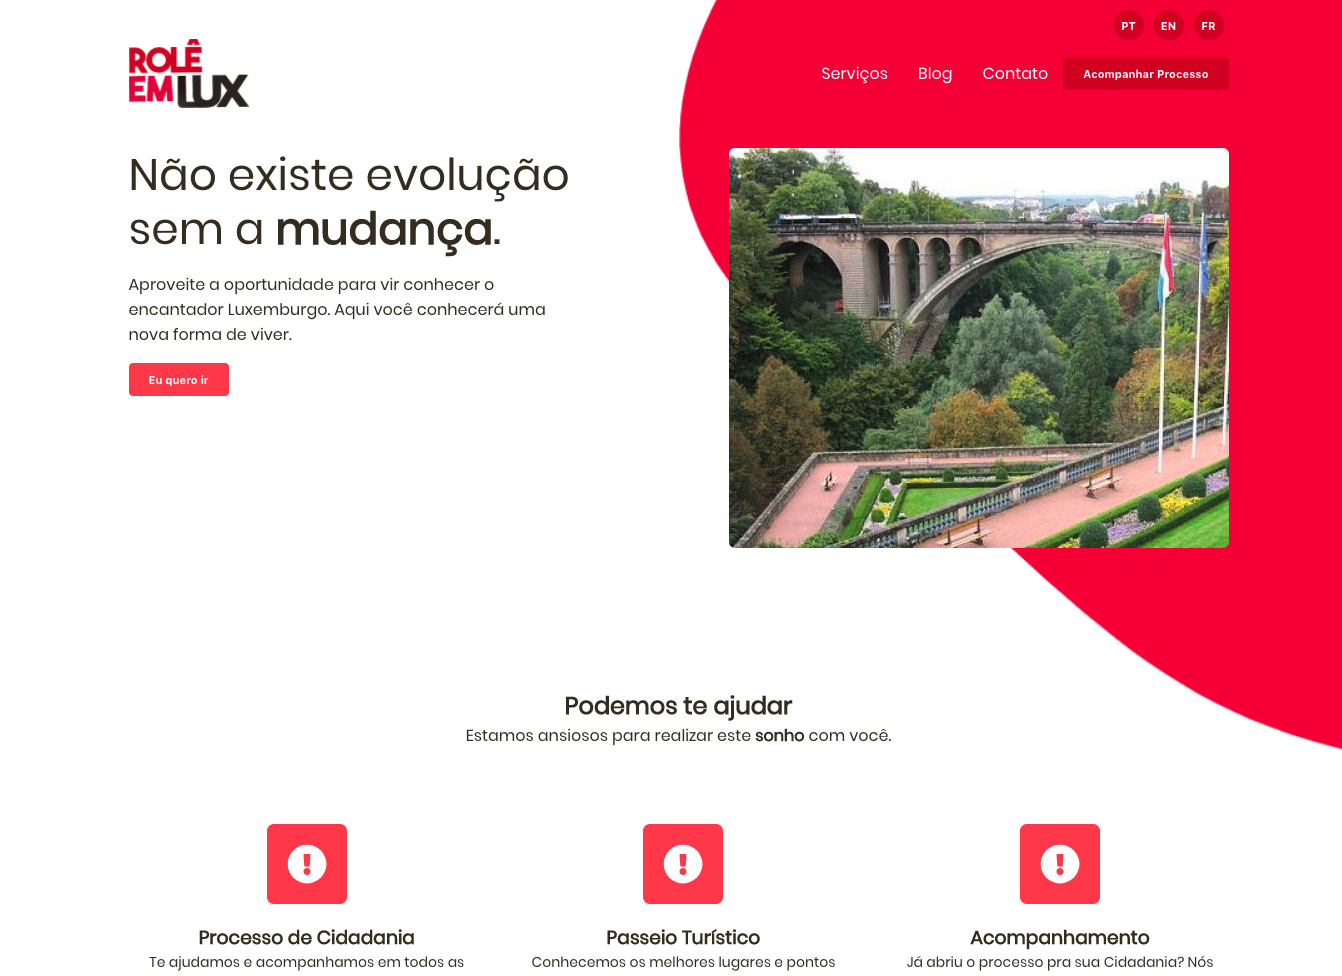 PT EN FR
ROLÊ
EM LUX
Serviços Blog Contato Acompanhar Processo
Não existe evolução
sem a mudança.
Aproveite a oportunidade para vir conhecer o
encantador Luxemburgo. Aqui você conhecerá uma
nova forma de viver.
Eu quero ir
Podemos te ajudar
Estamos ansiosos para realizar este sonho com você.
Processo de Cidadania
Te ajudamos e acompanhamos em todos as
Passeio Turístico
Conhecemos os melhores lugares e pontos
Acompanhamento
Já abriu o processo pra sua Cidadania? Nós